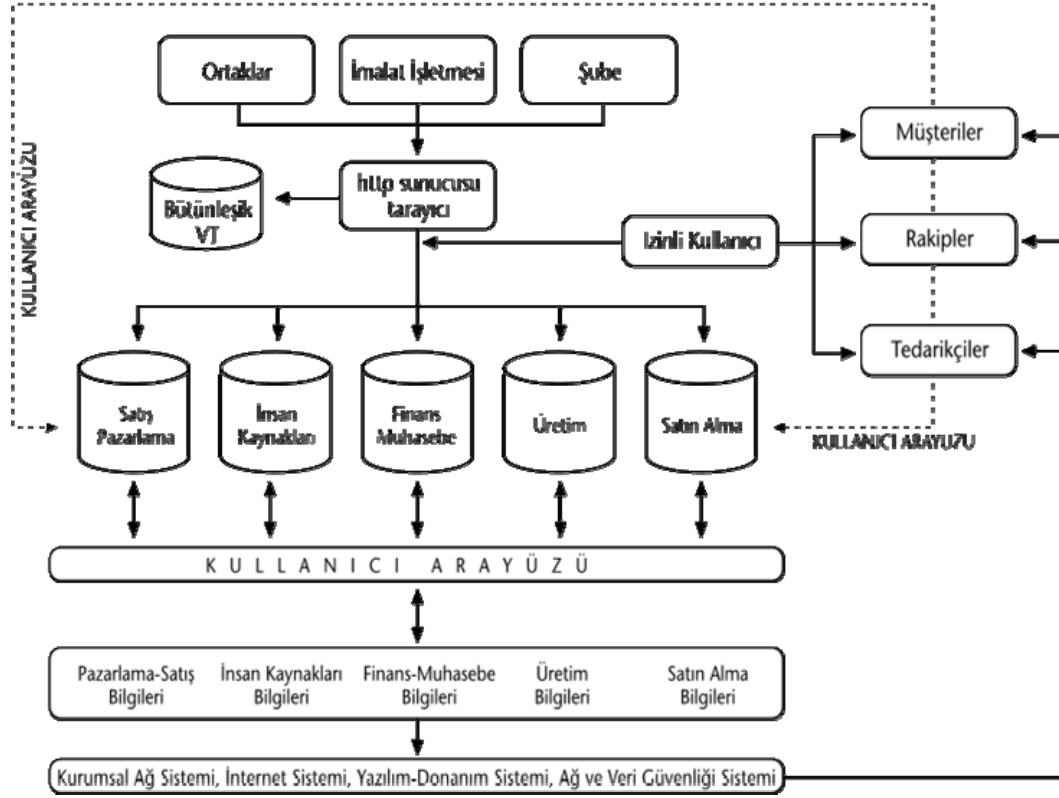 Ortaklar
İmalat İşletmesi
Şube
KULLANICI ARAYÜZÜ
Müşteriler
Bütünleşik
VT
http sunucusu
tarayıcı
İzinli Kullanıcı
Rakipler
Tedarikçiler
Satış
Pazarlama
İnsan
Kaynakları
Finans
Muhasebe
Üretim
Satın Alma
KULLANICI ARAYUZU
KULLANICI ARAYÜZÜ
Pazarlama-Satış
Bilgileri
İnsan Kaynakları
Bilgileri
Finans-Muhasebe
Bilgileri
Üretim
Bilgileri
Satın Alma
Bilgileri
Kurumsal Ağ Sistemi, İnternet Sistemi, Yazılım-Donanım Sistemi, Ağ ve Veri Güvenliği Sistemi